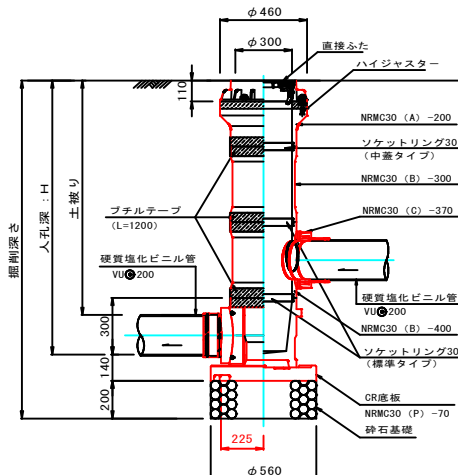 φ460
φ300
直接ふた
ハイジャスター
110
NRMC30 (A) -200
ソケットリング30
(中蓋タイプ)
NRMC30 (B) -300
NRMC30 (C) -370
掘削深さ
人孔深：H
土被り
ブチルテープ
(L=1200)
硬質塩化ビニル管
VU200
硬質塩化ビニル管
VU200
NRMC30 (B) -400
ソケットリング30
(標準タイプ)
300
140
200
CR底板
NRMC30 (P) -70
砕石基礎
225
φ560